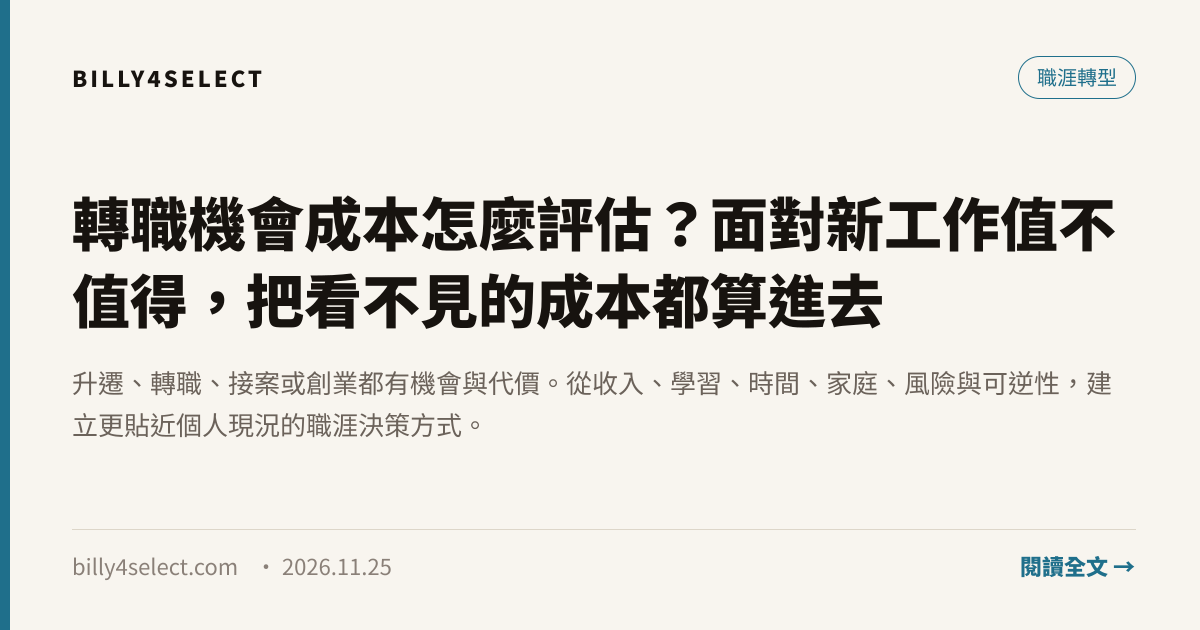 BILLY4SELECT
職涯轉型
轉職機會成本怎麼評估？面對新工作值不
值得，把看不見的成本都算進去
升遷、轉職、接案或創業都有機會與代價。從收入、學習、時間、家庭、風險與可逆性，建
立更貼近個人現況的職涯決策方式。
billy4select.com ・ 2026.11.25
閱讀全文 →